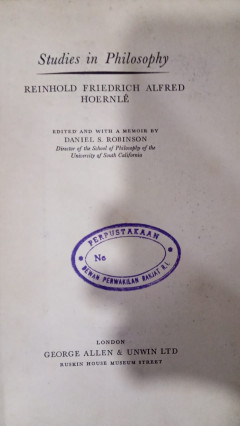 Studies in Philosophy
REINHOLD FRIEDRICH ALFRED
HOERNLÉ
EDITED AND WITH A MEMOIR BY
DANIEL S. ROBINSON
Director of the School of Philosophy of the
University of South California
PERPUSTAKAAN
No
DEWAN PERWAKILAN RAKJAT R.I.
LONDON
GEORGE ALLEN & UNWIN LTD
RUSKIN HOUSE MUSEUM STREET